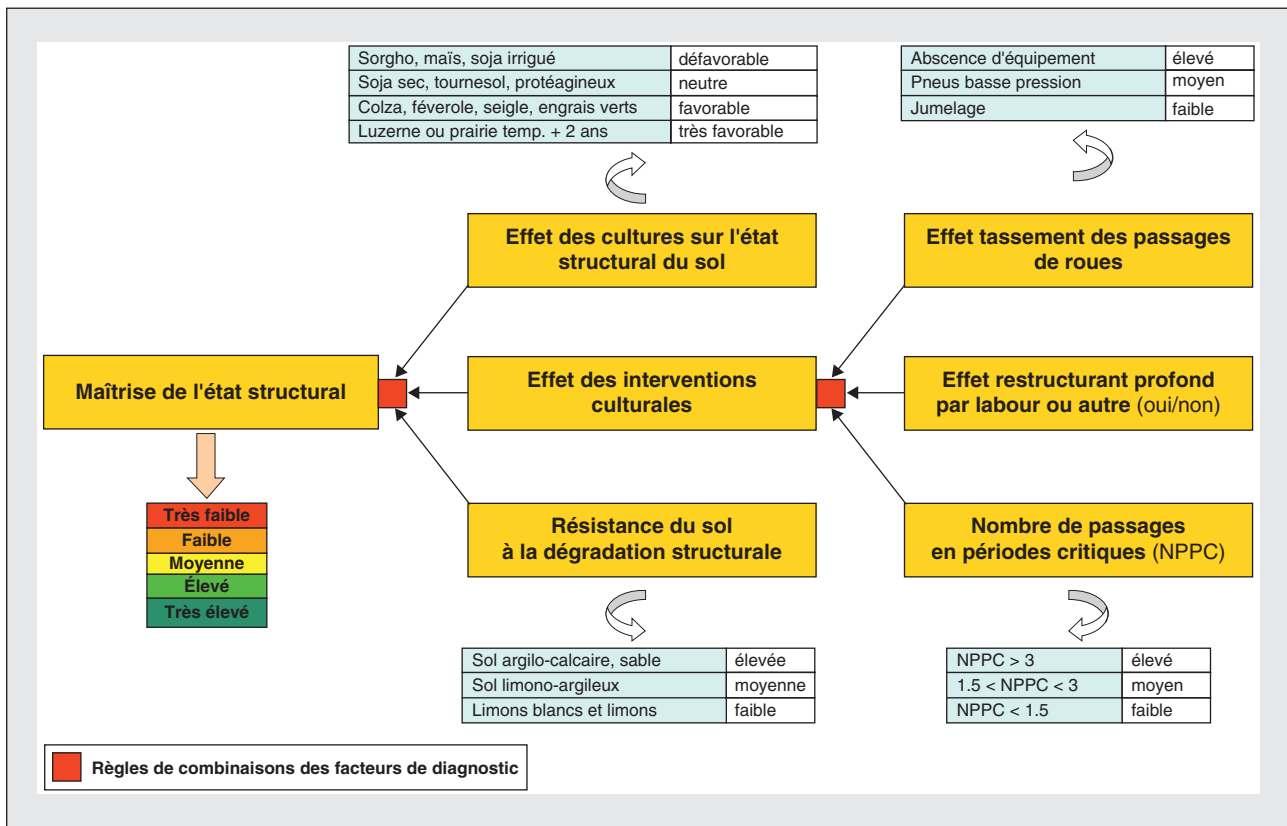 Sorgho, maïs, soja irrigué défavorable
Soja sec, tournesol, protéagineux neutre
Colza, féverole, seigle, engrais verts favorable
Luzerne ou prairie temp. + 2 ans très favorable
Abscence d'équipement élevé
Pneus basse pression moyen
Jumelage faible
Effet des cultures sur l'état
structural du sol
Effet tassement des passages
de roues
Maîtrise de l'état structural
Effet des interventions
culturales
Effet restructurant profond
par labour ou autre (oui/non)
Très faible
Faible
Moyenne
Élevé
Très élevé
Résistance du sol
à la dégradation structurale
Nombre de passages
en périodes critiques (NPPC)
Sol argilo-calcaire, sable élevée
Sol limono-argileux moyenne
Limons blancs et limons faible
NPPC > 3 élevé
1.5 < NPPC < 3 moyen
NPPC < 1.5 faible
Règles de combinaisons des facteurs de diagnostic